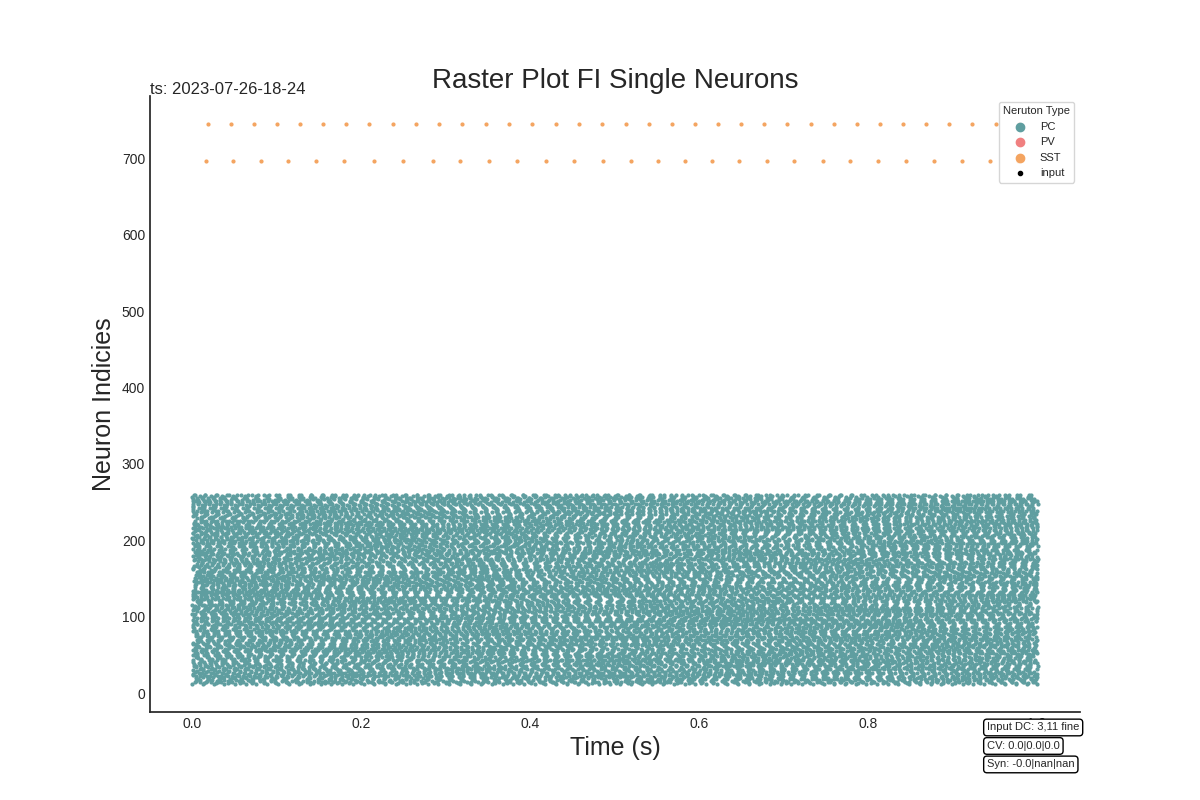 Raster Plot FI Single Neurons
ts: 2023-07-26-18-24
Neruton Type
PC
PV
SST
input
Neuron Indicies
700
600
500
400
300
200
100
0
0.0 0.2 0.4 0.6 0.8
Time (s)
Input DC: 3,11 fine
CV: 0.0|0.0|0.0
Syn: -0.0|nan|nan